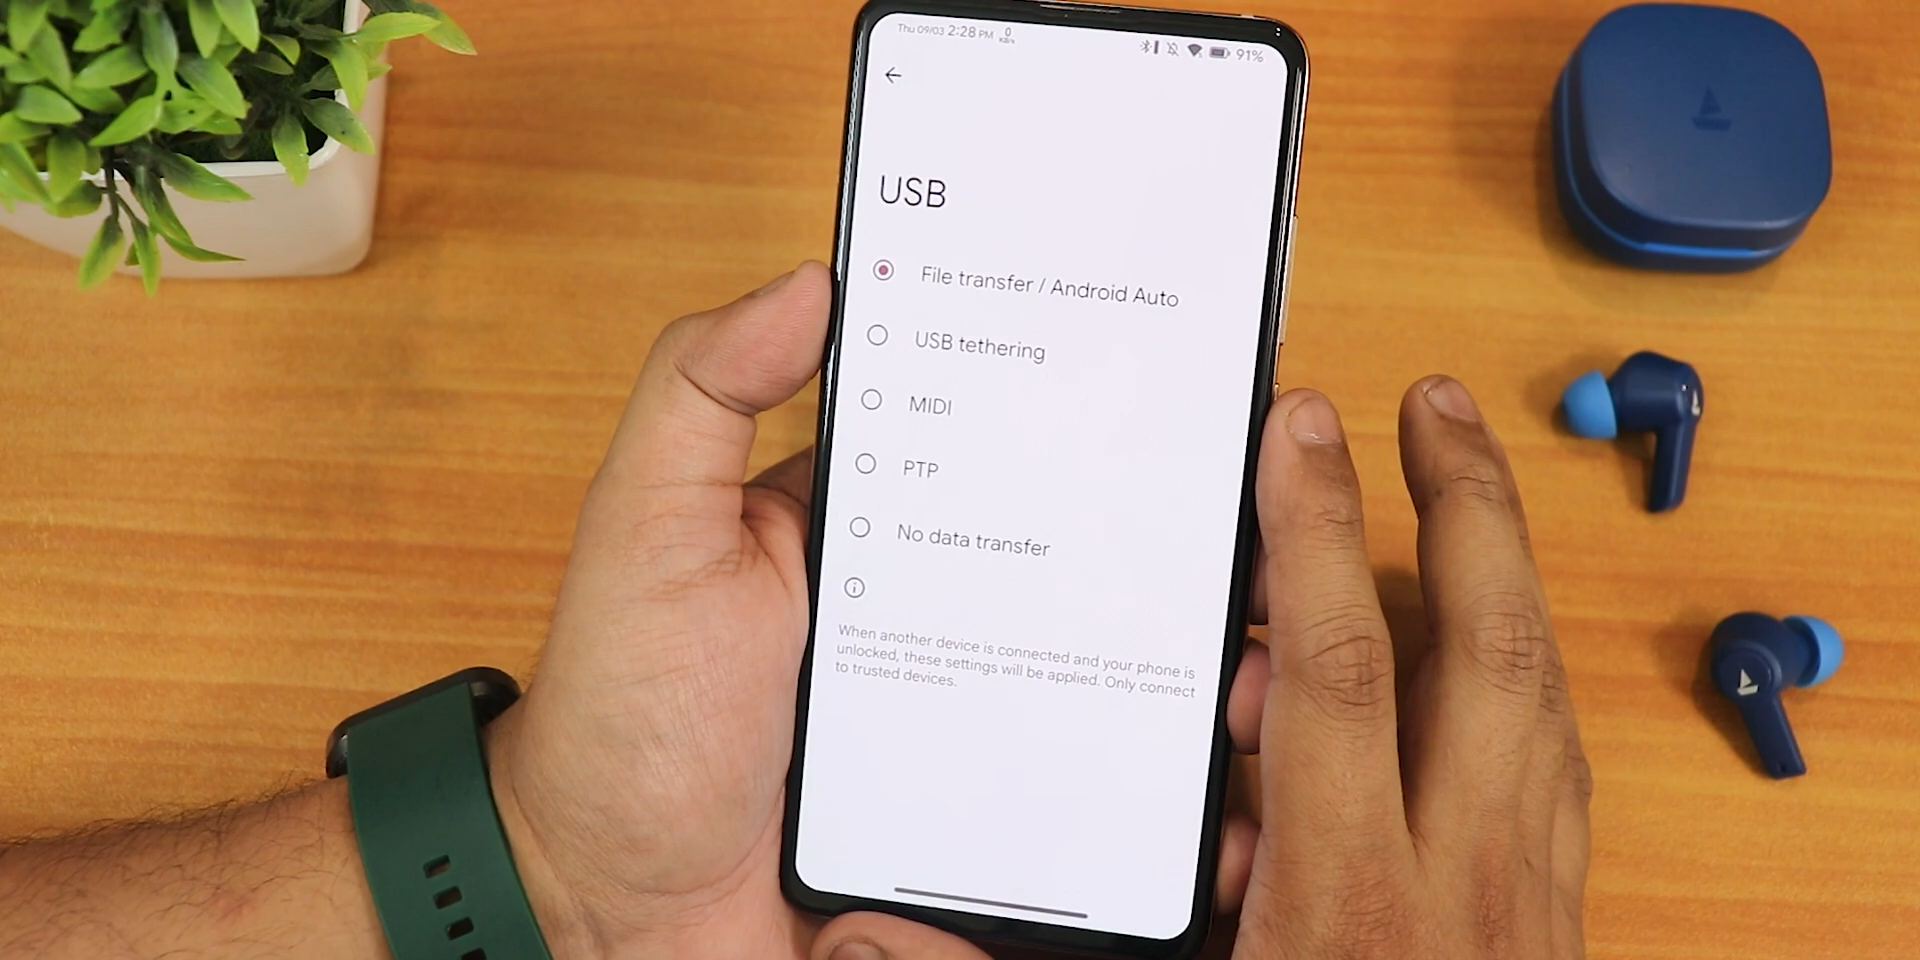 Thu 09/03 2:28 PM 0 KB/s 91%
USB
File transfer / Android Auto
USB tethering
MIDI
PTP
No data transfer
When another device is connected and your phone is
unlocked, these settings will be applied. Only connect
to trusted devices.